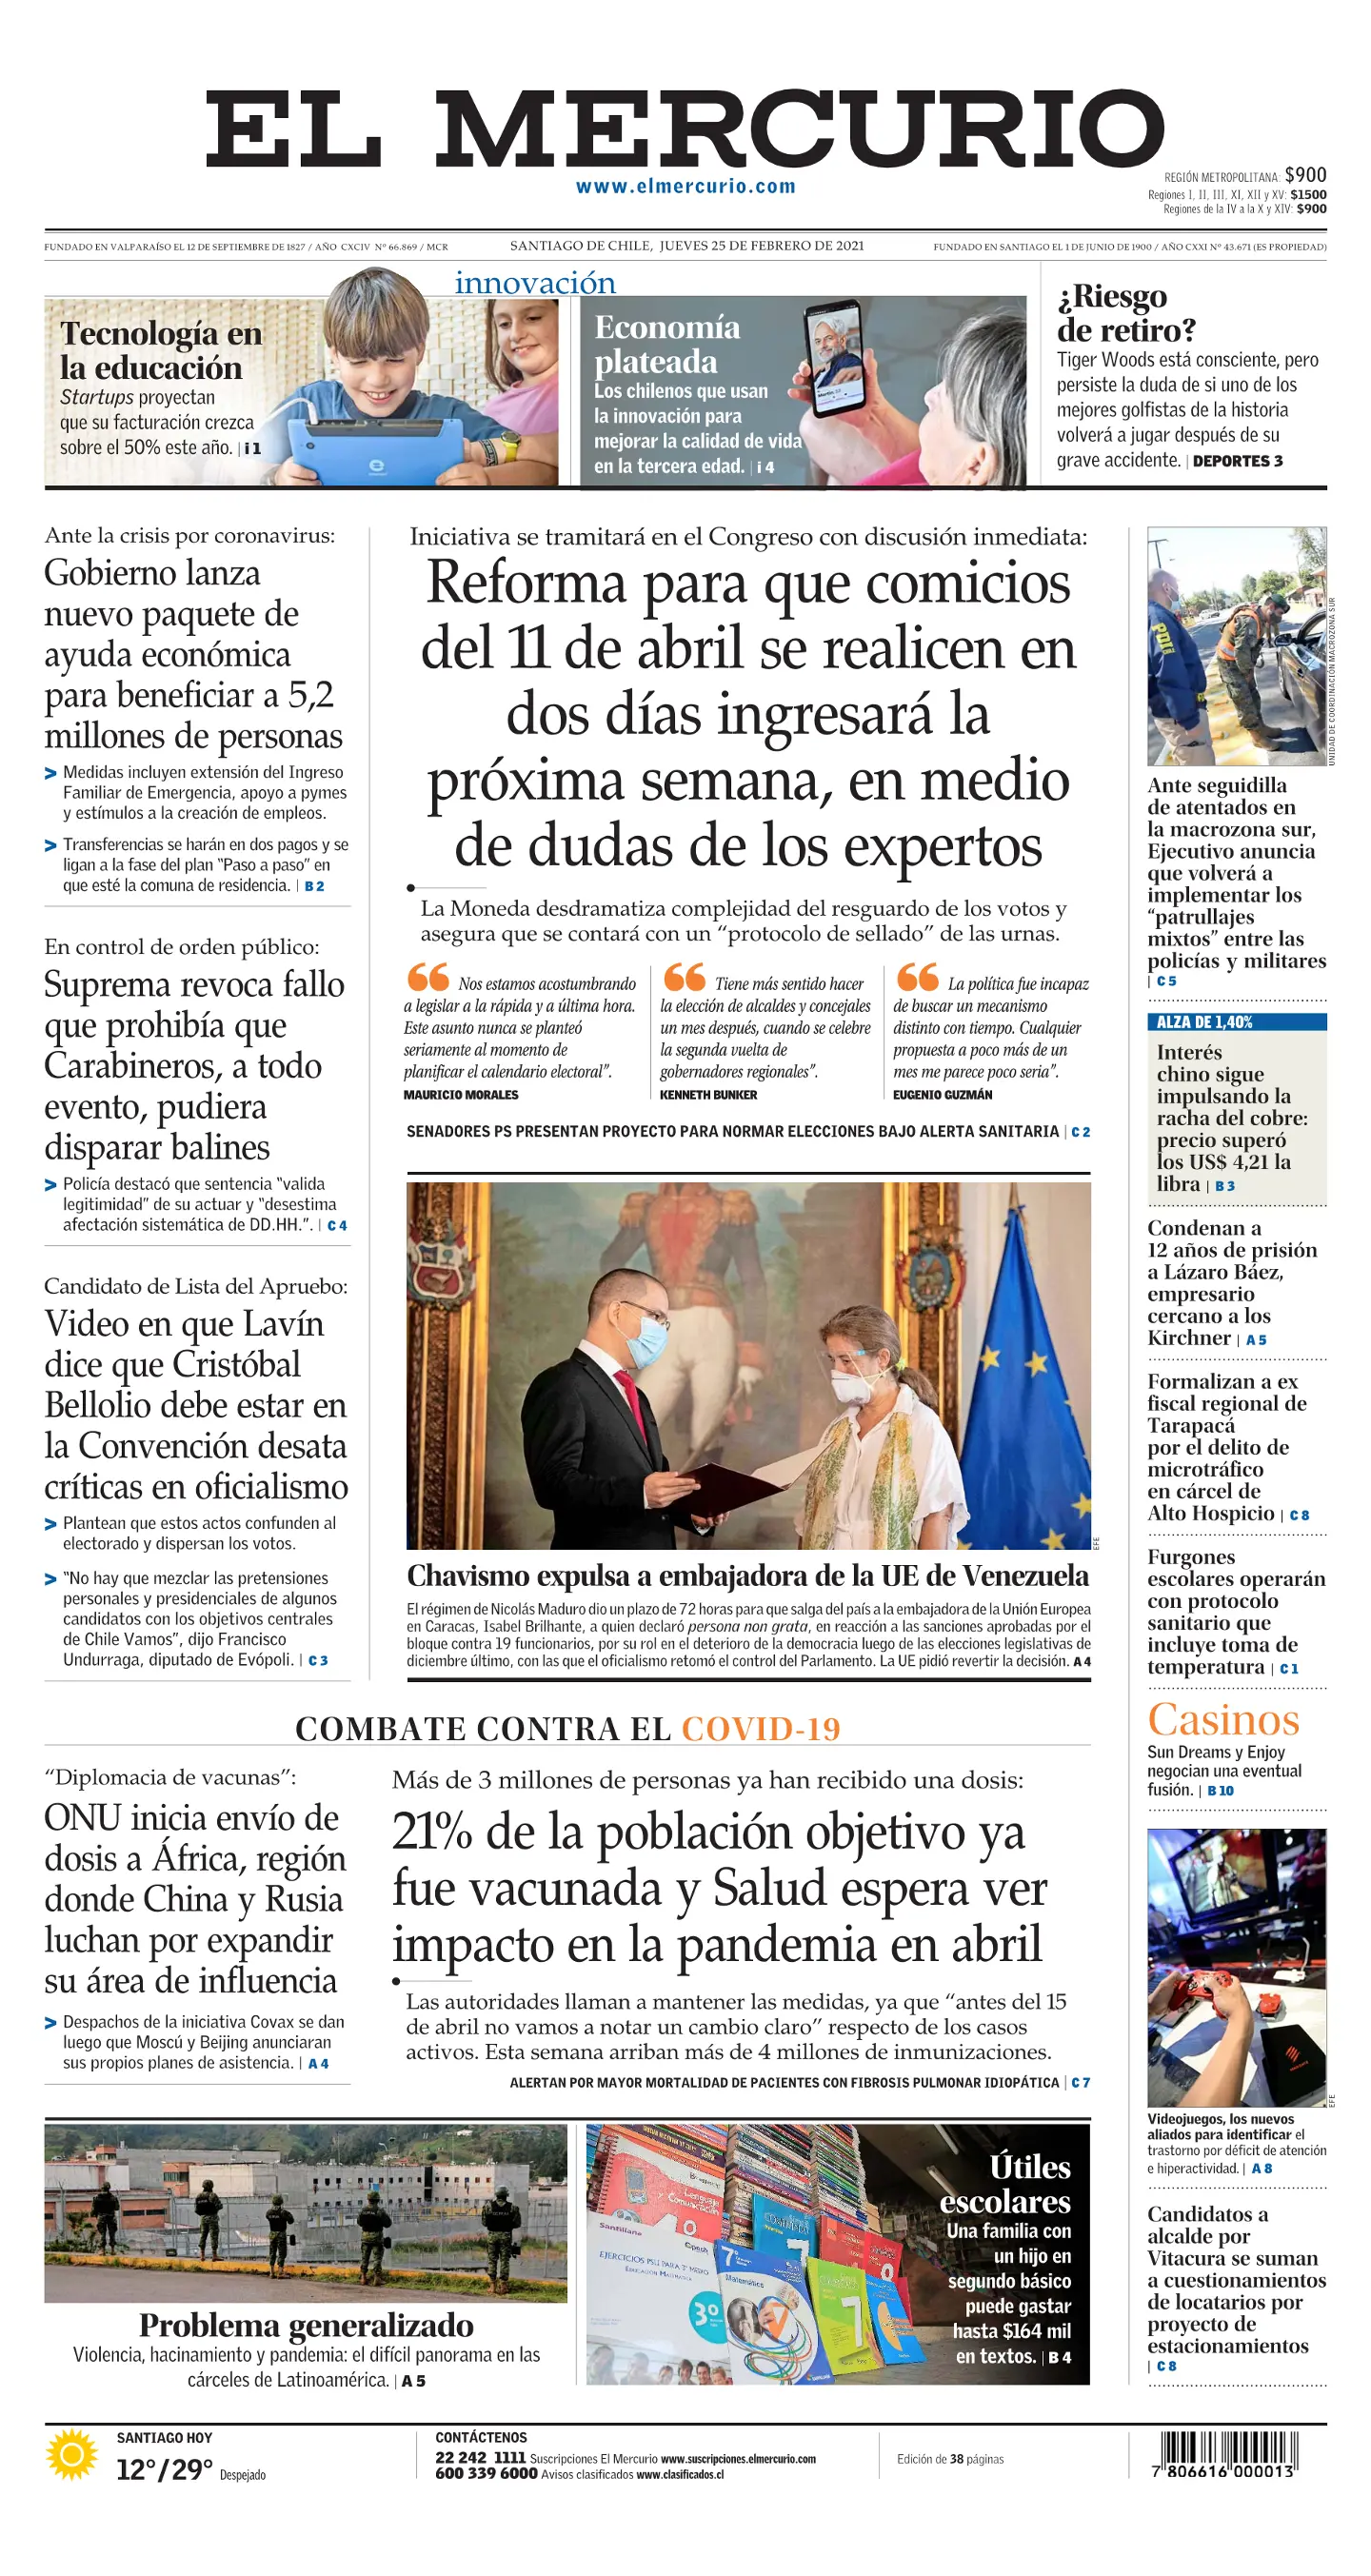 EL MERCURIO
www.elmercurio.com
REGIÓN METROPOLITANA: $900
Regiones I, II, III, XI, XII y XV: $1500
Regiones de la IV a la X y XIV: $900
FUNDADO EN VALPARAÍSO EL 12 DE SEPTIEMBRE DE 1827 / AÑO CXCIV Nº 66.869 / MCR
SANTIAGO DE CHILE, JUEVES 25 DE FEBRERO DE 2021
FUNDADO EN SANTIAGO EL 1 DE JUNIO DE 1900 / AÑO CXXI Nº 43.671 (ES PROPIEDAD)
innovación
Tecnología en
la educación
Startups proyectan
que su facturación crezca
sobre el 50% este año. | i 1
Economía
plateada
Los chilenos que usan
la innovación para
mejorar la calidad de vida
en la tercera edad. | i 4
¿Riesgo
de retiro?
Tiger Woods está consciente, pero
persiste la duda de si uno de los
mejores golfistas de la historia
volverá a jugar después de su
grave accidente. | DEPORTES 3
Ante la crisis por coronavirus:
Gobierno lanza
nuevo paquete de
ayuda económica
para beneficiar a 5,2
millones de personas
> Medidas incluyen extensión del Ingreso
Familiar de Emergencia, apoyo a pymes
y estímulos a la creación de empleos.
> Transferencias se harán en dos pagos y se
ligan a la fase del plan “Paso a paso” en
que esté la comuna de residencia. | B 2
En control de orden público:
Suprema revoca fallo
que prohibía que
Carabineros, a todo
evento, pudiera
disparar balines
> Policía destacó que sentencia “valida
legitimidad” de su actuar y “desestima
afectación sistemática de DD.HH.”. | C 4
Candidato de Lista del Apruebo:
Video en que Lavín
dice que Cristóbal
Bellolio debe estar en
la Convención desata
críticas en oficialismo
> Plantean que estos actos confunden al
electorado y dispersan los votos.
> “No hay que mezclar las pretensiones
personales y presidenciales de algunos
candidatos con los objetivos centrales
de Chile Vamos”, dijo Francisco
Undurraga, diputado de Evópoli. | C 3
Iniciativa se tramitará en el Congreso con discusión inmediata:
Reforma para que comicios
del 11 de abril se realicen en
dos días ingresará la
próxima semana, en medio
de dudas de los expertos
La Moneda desdramatiza complejidad del resguardo de los votos y
asegura que se contará con un “protocolo de sellado” de las urnas.
“ Nos estamos acostumbrando
a legislar a la rápida y a última hora.
Este asunto nunca se planteó
seriamente al momento de
planificar el calendario electoral”.
MAURICIO MORALES
“ Tiene más sentido hacer
la elección de alcaldes y concejales
un mes después, cuando se celebre
la segunda vuelta de
gobernadores regionales”.
KENNETH BUNKER
“ La política fue incapaz
de buscar un mecanismo
distinto con tiempo. Cualquier
propuesta a poco más de un
mes me parece poco seria”.
EUGENIO GUZMÁN
SENADORES PS PRESENTAN PROYECTO PARA NORMAR ELECCIONES BAJO ALERTA SANITARIA | C 2
EFE
Chavismo expulsa a embajadora de la UE de Venezuela
El régimen de Nicolás Maduro dio un plazo de 72 horas para que salga del país a la embajadora de la Unión Europea
en Caracas, Isabel Brilhante, a quien declaró persona non grata, en reacción a las sanciones aprobadas por el
bloque contra 19 funcionarios, por su rol en el deterioro de la democracia luego de las elecciones legislativas de
diciembre último, con las que el oficialismo retomó el control del Parlamento. La UE pidió revertir la decisión. A 4
PDI
UNIDAD DE COORDINACIÓN MACROZONA SUR
Ante seguidilla
de atentados en
la macrozona sur,
Ejecutivo anuncia
que volverá a
implementar los
“patrullajes
mixtos” entre las
policías y militares
| C 5
ALZA DE 1,40%
Interés
chino sigue
impulsando la
racha del cobre:
precio superó
los US$ 4,21 la
libra | B 3
Condenan a
12 años de prisión
a Lázaro Báez,
empresario
cercano a los
Kirchner | A 5
Formalizan a ex
fiscal regional de
Tarapacá
por el delito de
microtráfico
en cárcel de
Alto Hospicio | C 8
Furgones
escolares operarán
con protocolo
sanitario que
incluye toma de
temperatura | C 1
Casinos
Sun Dreams y Enjoy
negocian una eventual
fusión. | B 10
EFE
Videojuegos, los nuevos
aliados para identificar el
trastorno por déficit de atención
e hiperactividad. | A 8
Candidatos a
alcalde por
Vitacura se suman
a cuestionamientos
de locatarios por
proyecto de
estacionamientos
| C 8
COMBATE CONTRA EL COVID-19
“Diplomacia de vacunas”:
ONU inicia envío de
dosis a África, región
donde China y Rusia
luchan por expandir
su área de influencia
> Despachos de la iniciativa Covax se dan
luego que Moscú y Beijing anunciaran
sus propios planes de asistencia. | A 4
Más de 3 millones de personas ya han recibido una dosis:
21% de la población objetivo ya
fue vacunada y Salud espera ver
impacto en la pandemia en abril
Las autoridades llaman a mantener las medidas, ya que “antes del 15
de abril no vamos a notar un cambio claro” respecto de los casos
activos. Esta semana arriban más de 4 millones de inmunizaciones.
ALERTAN POR MAYOR MORTALIDAD DE PACIENTES CON FIBROSIS PULMONAR IDIOPÁTICA | C 7
Problema generalizado
Violencia, hacinamiento y pandemia: el difícil panorama en las
cárceles de Latinoamérica. | A 5
Lenguaje y
Comunicación
Santillana
Cpech
EJERCICIOS PSU PARA 3º MEDIO
EDUCACIÓN MATEMÁTICA
3º
7º
Matemática
Útiles
escolares
Una familia con
un hijo en
segundo básico
puede gastar
hasta $164 mil
en textos. | B 4
SANTIAGO HOY
12°/29° Despejado
CONTÁCTENOS
22 242 1111 Suscripciones El Mercurio www.suscripciones.elmercurio.com
600 339 6000 Avisos clasificados www.clasificados.cl
Edición de 38 páginas
7 806616 000013